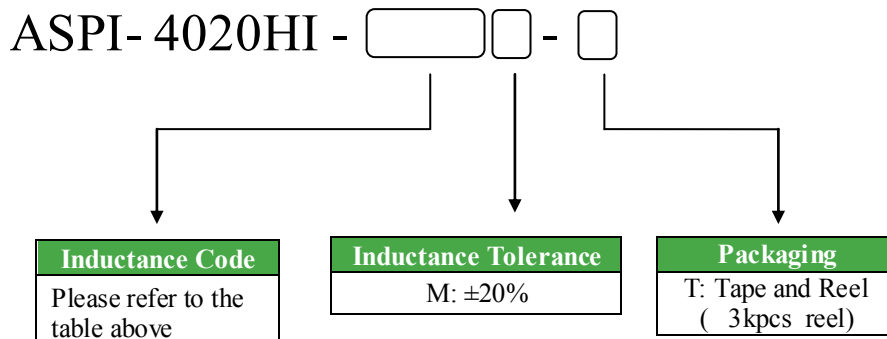 ASPI- 4020HI - -
Inductance Code
Please refer to the
table above
Inductance Tolerance
M: ±20%
Packaging
T: Tape and Reel
( 3kpcs reel)